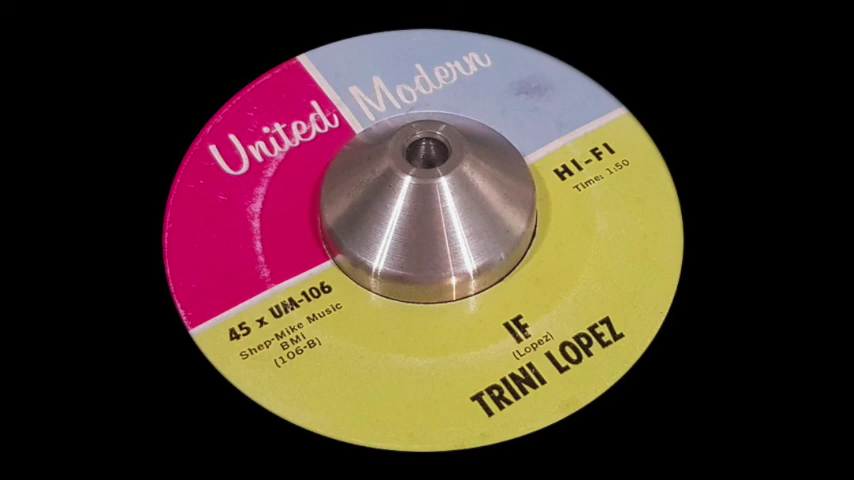 United Modern
HI-FI
Time: 1:50
45 x UM-106
Shep-Mike Music
BMI
(106-B)
IF
(Lopez)
TRINI LOPEZ